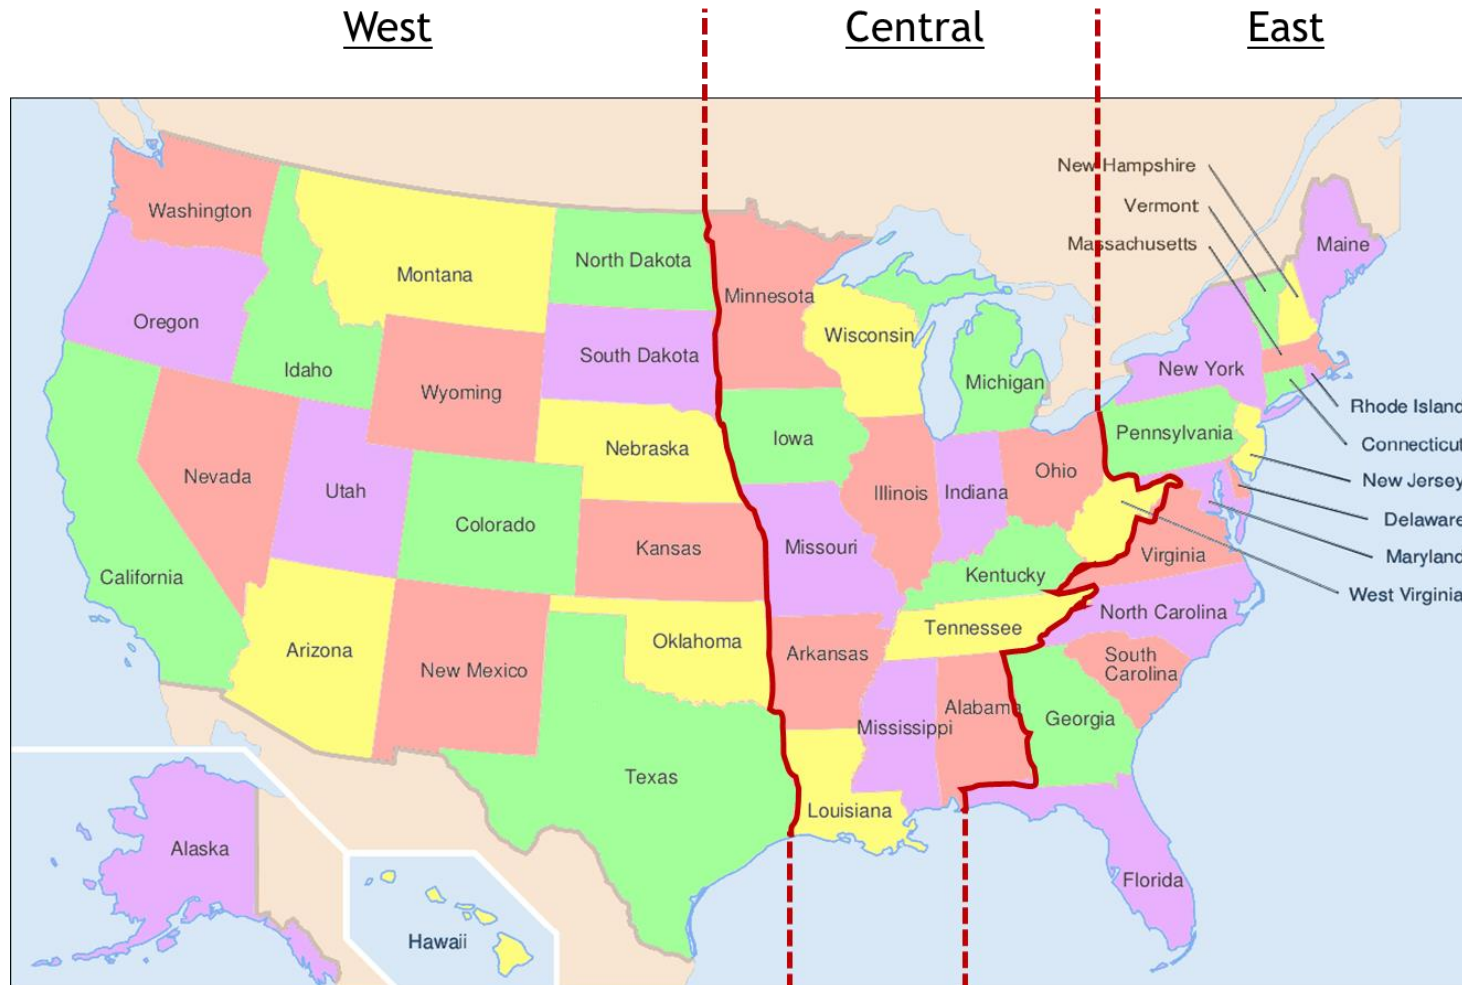 West
Central
East
New Hampshire
Vermont
Massachusetts
Maine
Washington
Montana
North Dakota
Minnesota
Oregon
Idaho
South Dakota
Wisconsin
New York
Wyoming
Michigan
Rhode Island
Nebraska
Iowa
Pennsylvania
Connecticut
Nevada
Utah
Illinois
Indiana
Ohio
New Jersey
Colorado
Delaware
Kansas
Missouri
Virginia
Maryland
California
Kentucky
West Virginia
North Carolina
Arizona
Oklahoma
Tennessee
New Mexico
Arkansas
South
Carolina
Alabama
Georgia
Mississippi
Texas
Louisiana
Alaska
Florida
Hawaii